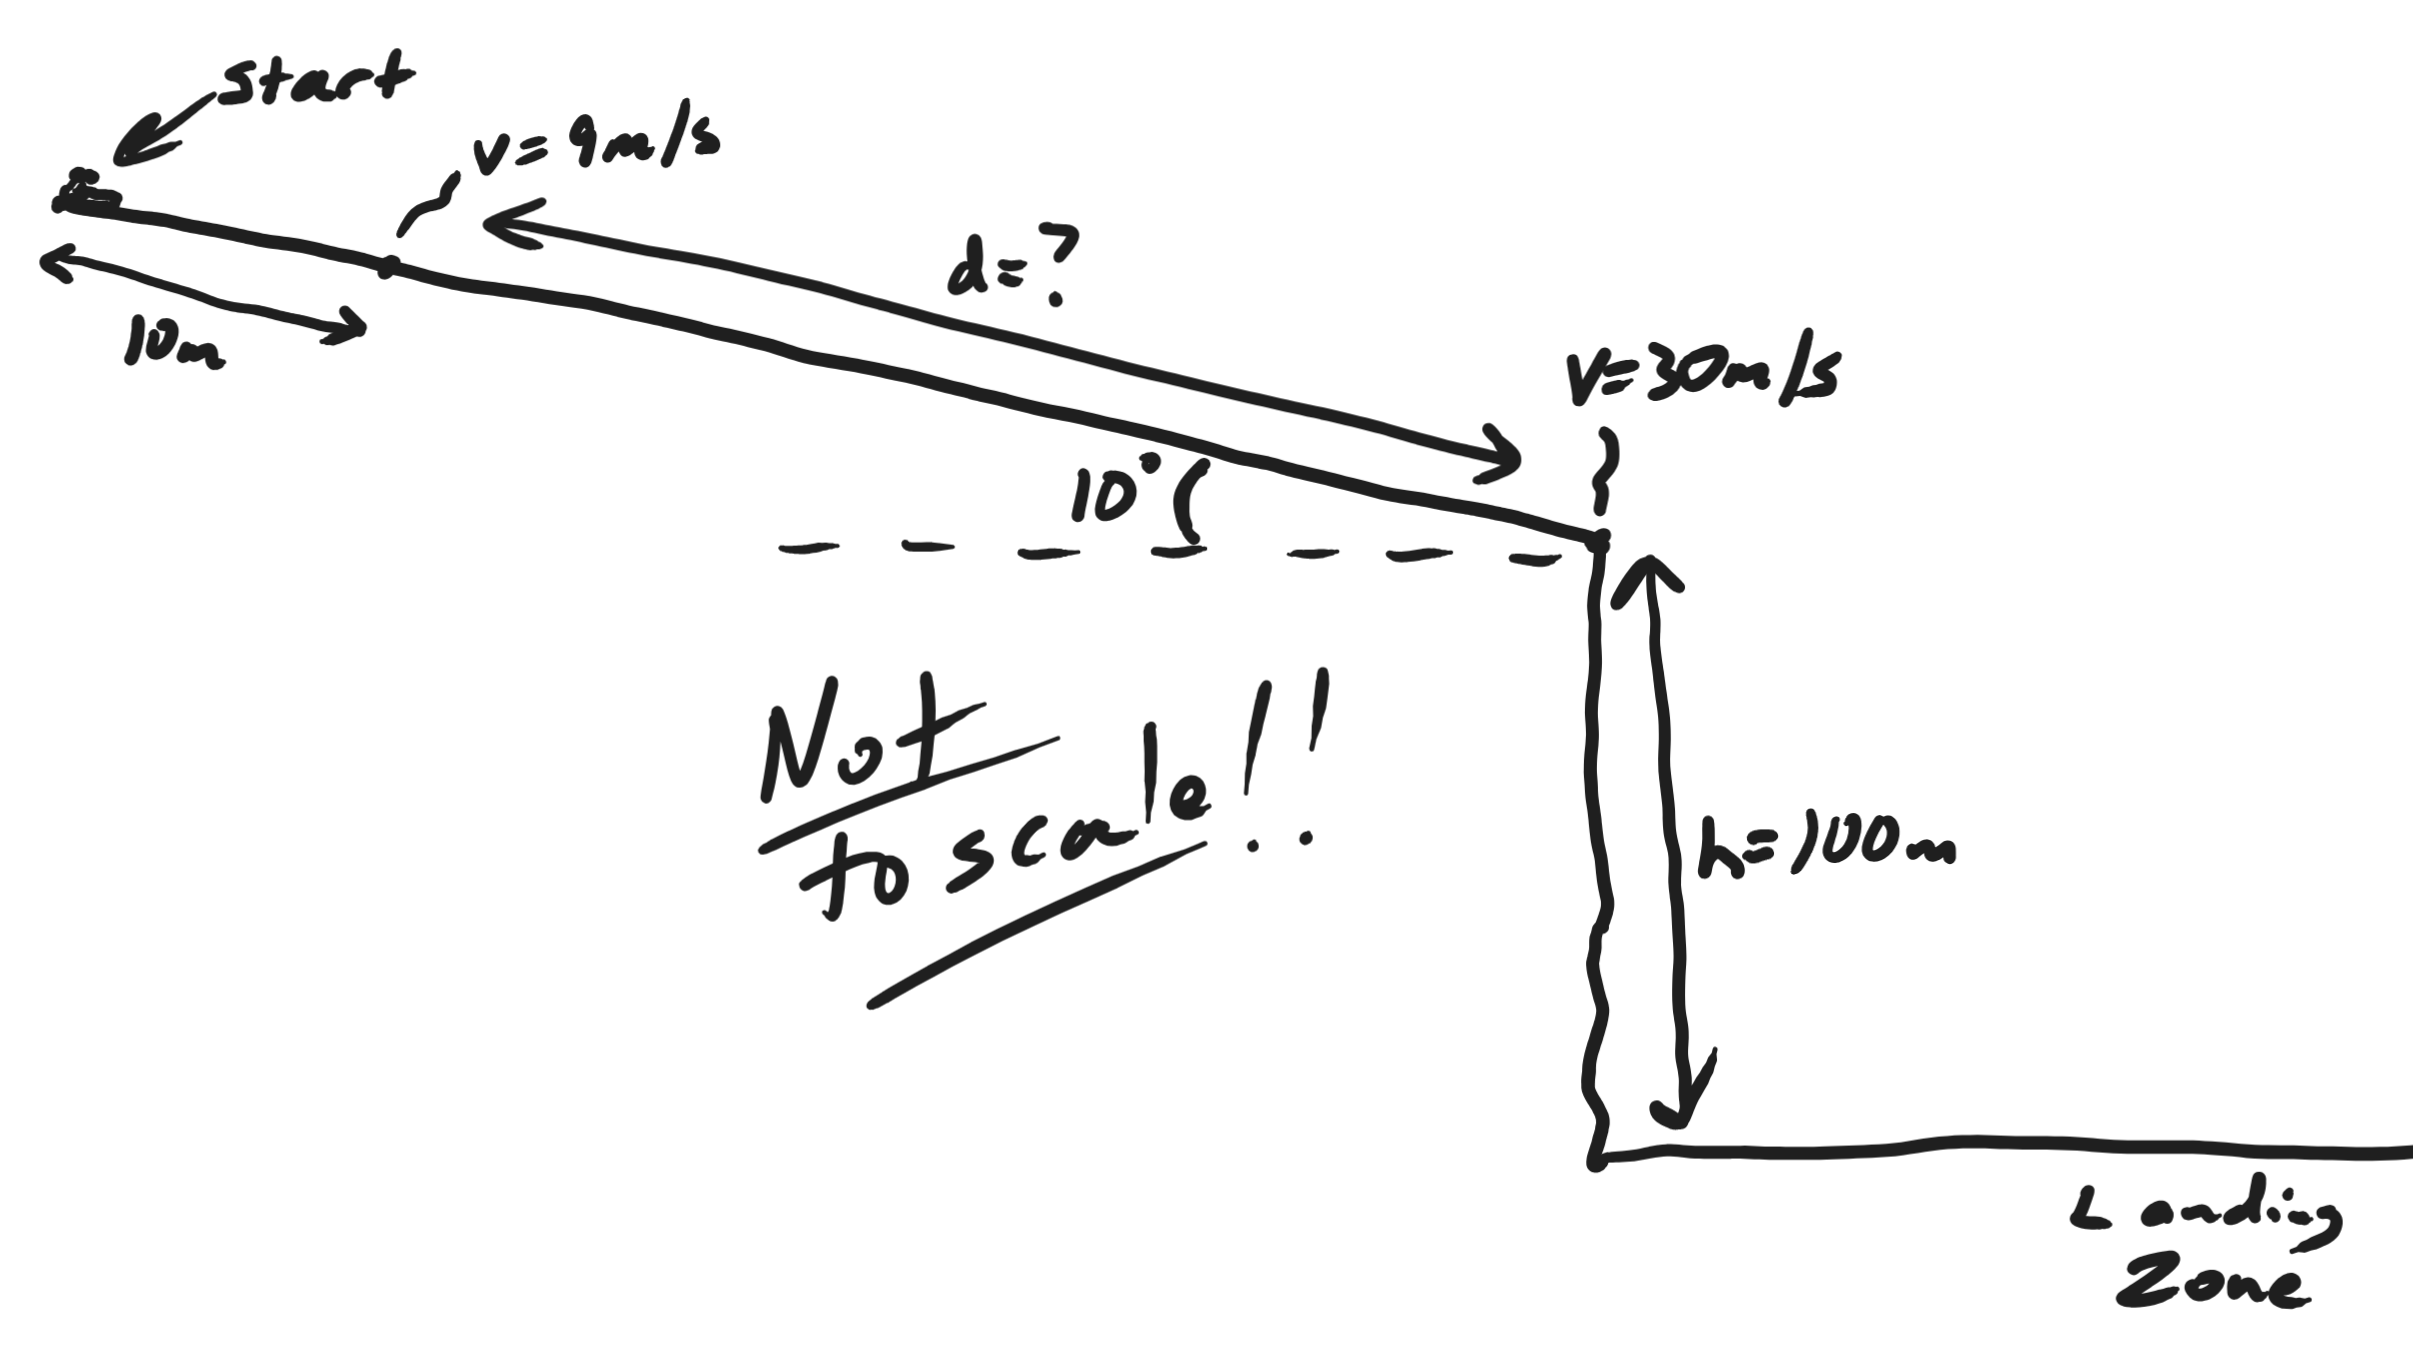 start
v=9m/s
d=?
10m
v=30m/s
10°
Not
to scale!!
h=100m
Landing
Zone